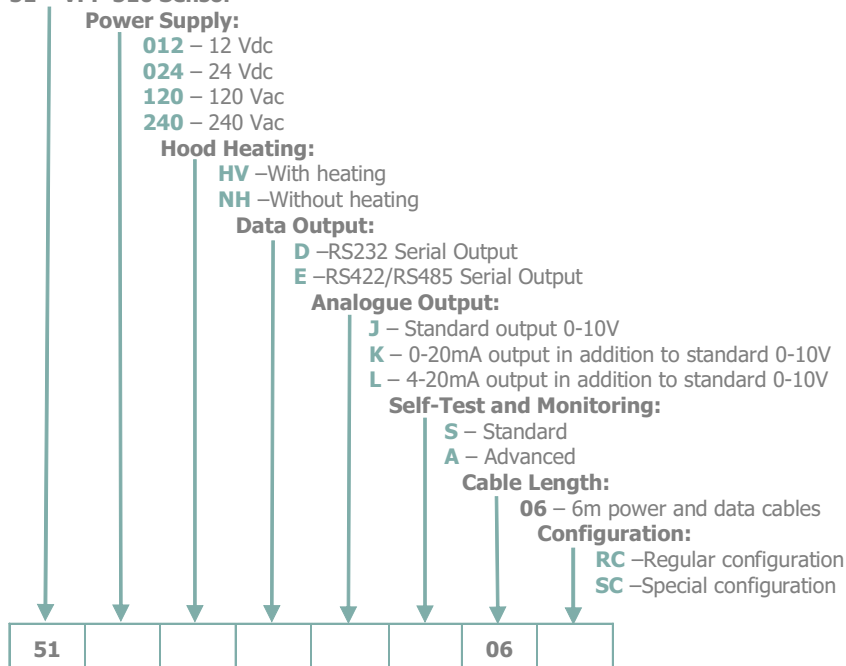 Power Supply:
012 – 12 Vdc
024 – 24 Vdc
120 – 120 Vac
240 – 240 Vac
Hood Heating:
HV –With heating
NH –Without heating
Data Output:
D –RS232 Serial Output
E –RS422/RS485 Serial Output
Analogue Output:
J – Standard output 0-10V
K – 0-20mA output in addition to standard 0-10V
L – 4-20mA output in addition to standard 0-10V
Self-Test and Monitoring:
S – Standard
A – Advanced
Cable Length:
06 – 6m power and data cables
Configuration:
RC –Regular configuration
SC –Special configuration
51 06